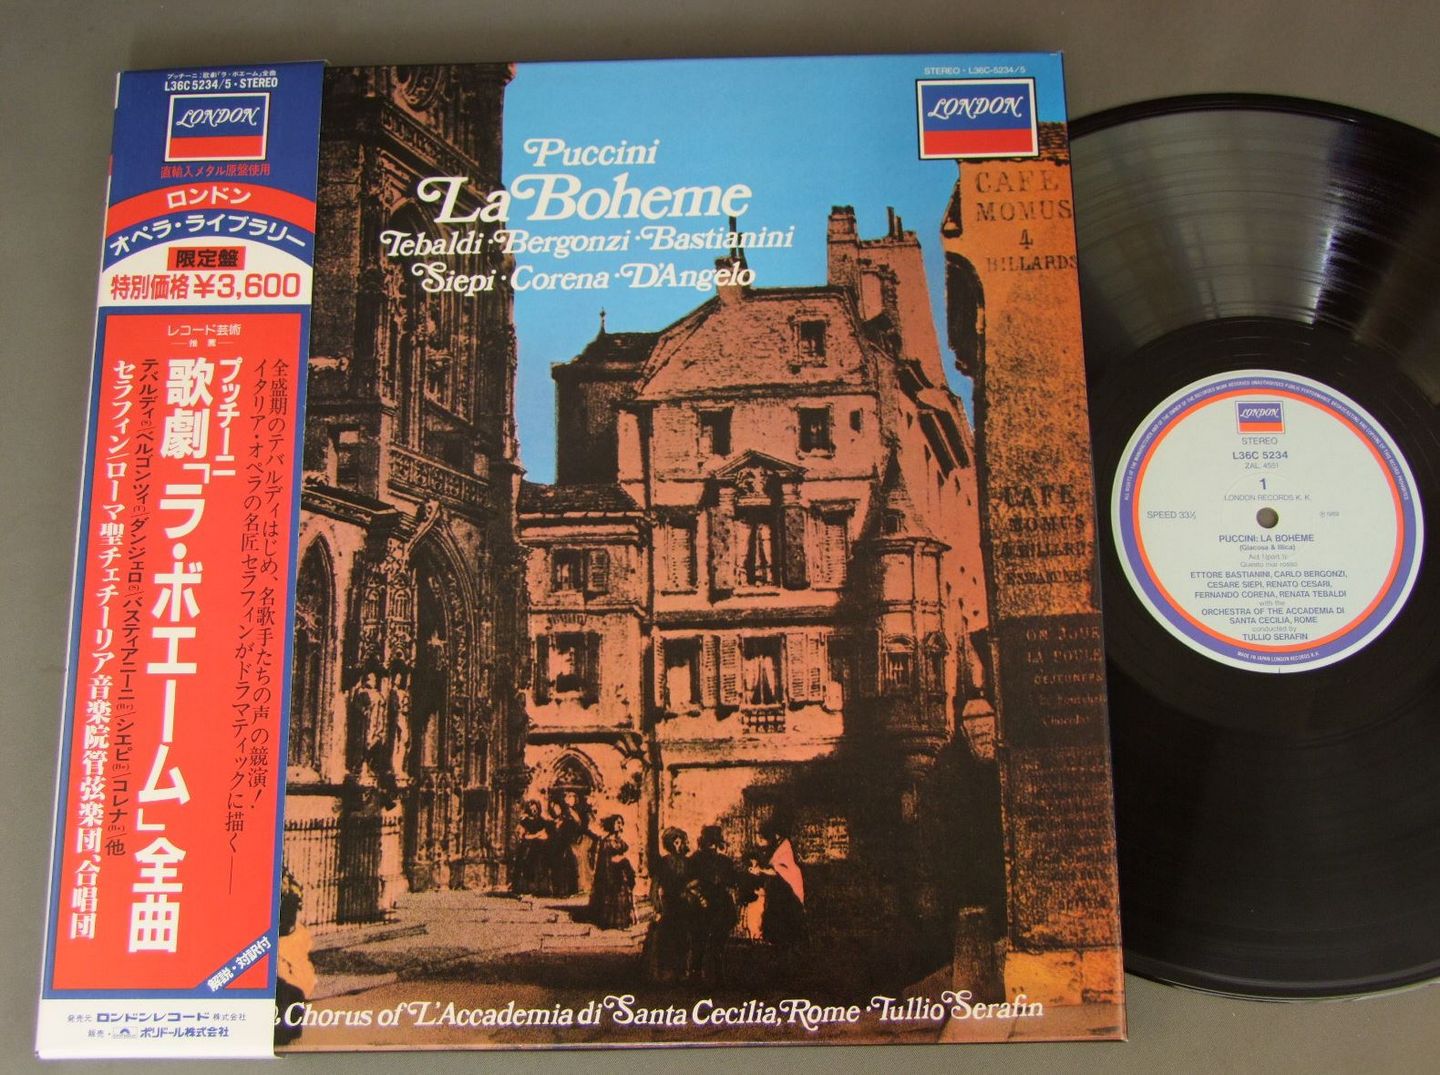 プッチーニ:歌劇「ラ・ボエーム」全曲
L36C 5234/5・STEREO
LONDON
直輸入メタル原盤使用
ロンドン
オペラ・ライブラリー
限定盤
特別価格¥3,600
レコード芸術
推薦
全盛期のテバルディはじめ、名歌手たちの声の競演!
イタリア・オペラの名匠セラフィンがドラマティックに描く——
プッチーニ
歌劇「ラ・ボエーム」全曲
テバルディ(S)/ベルゴンツィ(T)/ダンジェロ(S)/バスティアニーニ(Br)/シエピ(Bs)/コレナ(Bs)/他
セラフィン/ローマ聖チェチーリア音楽院管弦楽団、合唱団
解説・対訳付
発売元 ロンドンレコード 株式会社
販売・ポリドール株式会社
STEREO・L36C-5234/5
LONDON
Puccini
La Boheme
Tebaldi・Bergonzi・Bastianini
Siepi・Corena・D'Angelo
CAFE
MOMUS
4
BILLARDS
CAFE
MOMUS
BILLARDS
Chorus of L'Accademia di Santa Cecilia, Rome・Tullio Serafin
LONDON
STEREO
L36C 5234
ZAL. 4551
1
LONDON RECORDS K. K.
SPEED 33⅓
PUCCINI: LA BOHEME
(Giacosa & Illica)
Act I (part 1):
Questo mar rosso
ETTORE BASTIANINI, CARLO BERGONZI,
CESARE SIEPI, RENATO CESARI,
FERNANDO CORENA, RENATA TEBALDI
with the
ORCHESTRA OF THE ACCADEMIA DI
SANTA CECILIA, ROME
conducted by
TULLIO SERAFIN
MADE IN JAPAN LONDON RECORDS K.K.